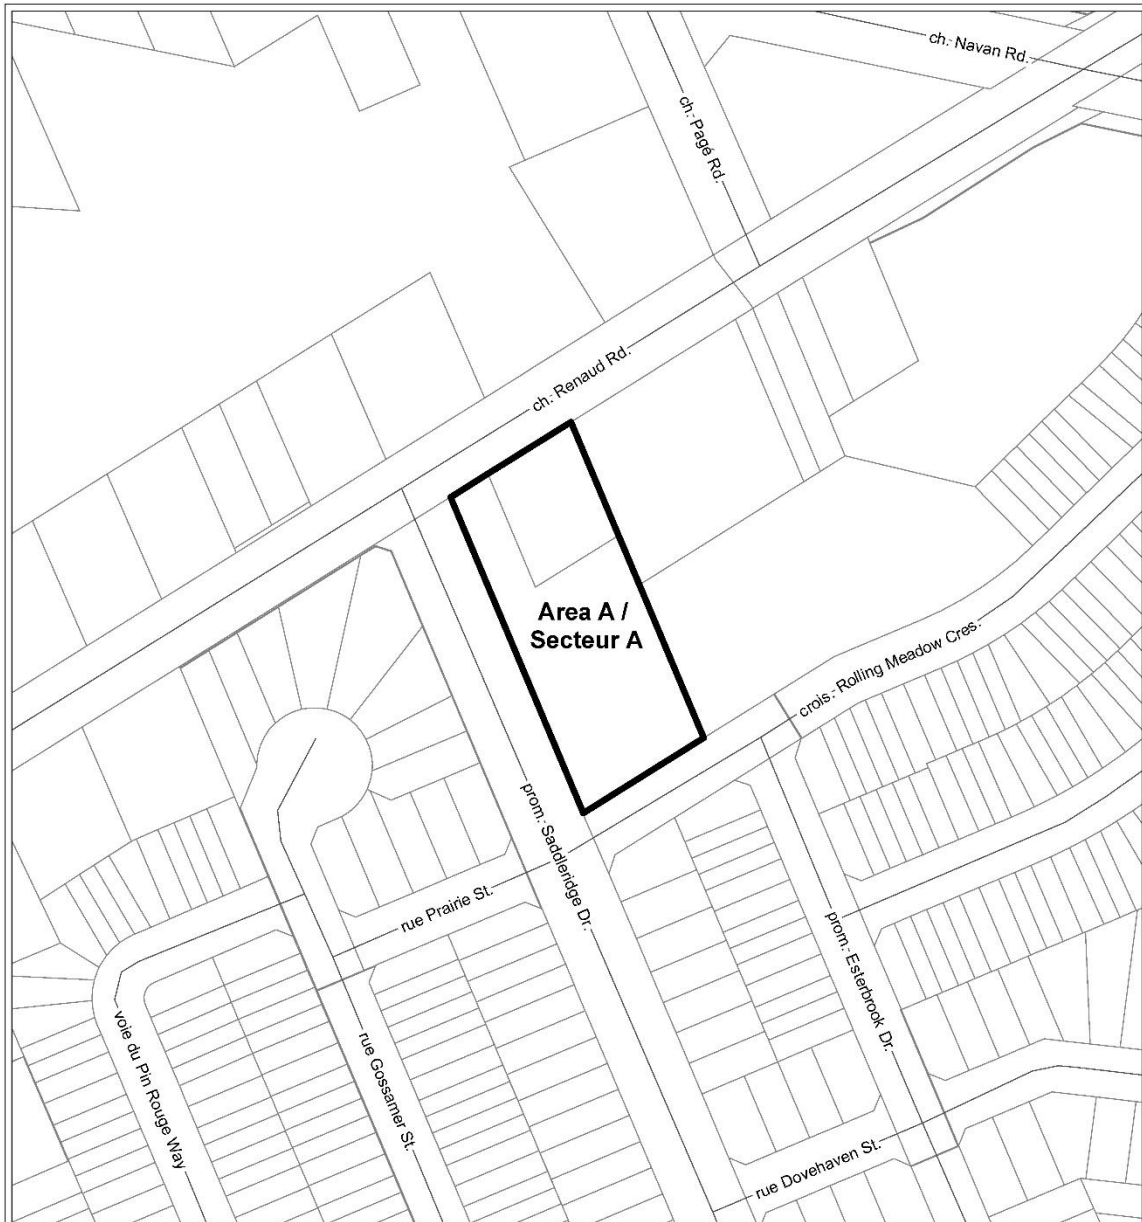 ch. Navan Rd.
ch. Pagé Rd.
ch. Renaud Rd.
Area A /
Secteur A
crois. Rolling Meadow Cres.
prom. Saddleridge Dr.
rue Prairie St.
prom. Esterbrook Dr.
voie du Pin Rouge Way
rue Gossamer St.
rue Dovehaven St.